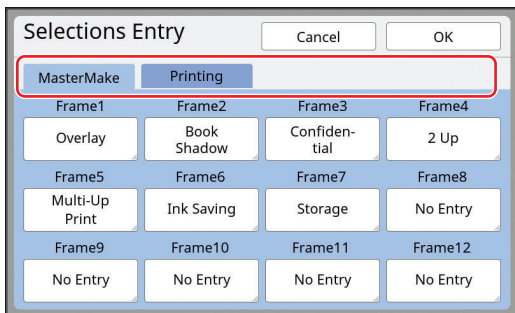 Selections Entry Cancel OK
MasterMake Printing
Frame1 Frame2 Frame3 Frame4
Overlay Book Shadow Confiden-tial 2 Up
Frame5 Frame6 Frame7 Frame8
Multi-Up Print Ink Saving Storage No Entry
Frame9 Frame10 Frame11 Frame12
No Entry No Entry No Entry No Entry